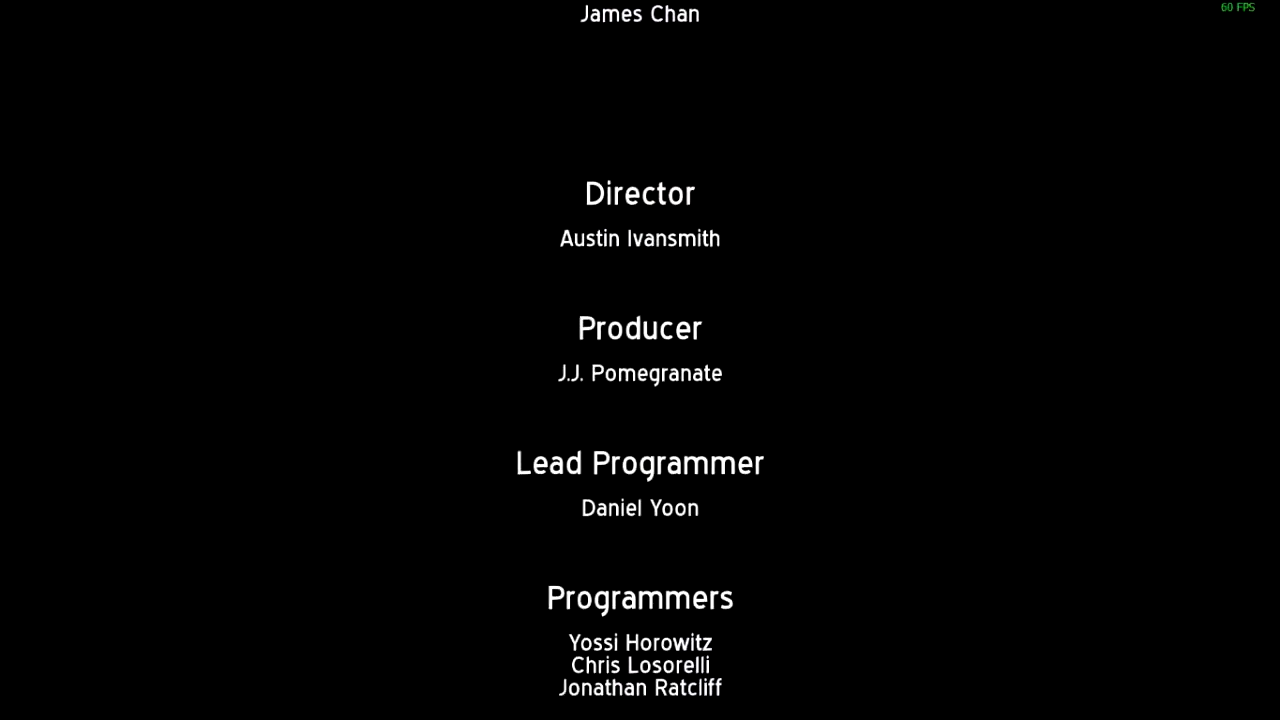 James Chan
60 FPS
Director
Austin Ivansmith
Producer
J.J. Pomegranate
Lead Programmer
Daniel Yoon
Programmers
Yossi Horowitz
Chris Losorelli
Jonathan Ratcliff